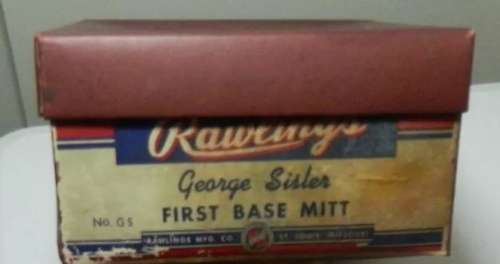 Rawlings
George Sisler
No. GS FIRST BASE MITT
RAWLINGS MFG. CO. ST. LOUIS, MISSOURI